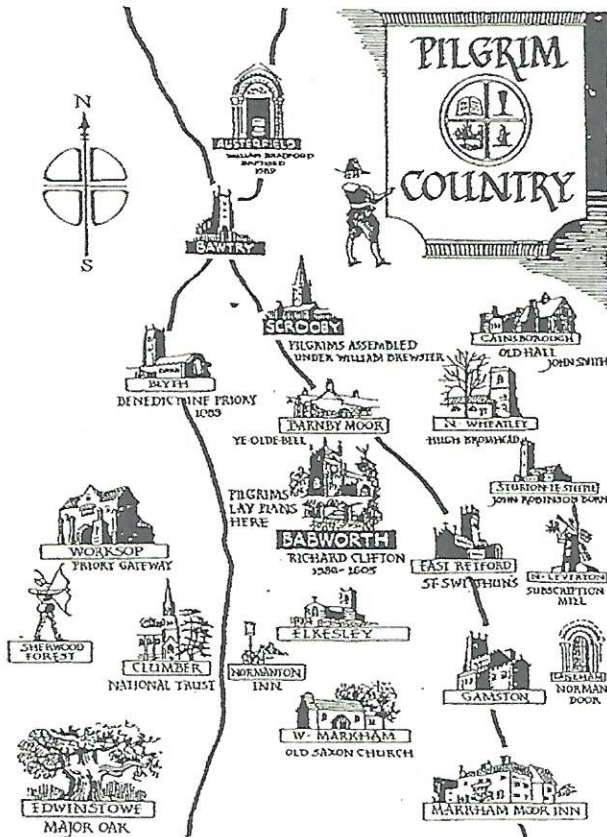 PILGRIM
COUNTRY
N
S
AUSTERFIELD
WILLIAM BRADFORD
BAPTISED
1589
BAWTRY
SCROOBY
PILGRIMS ASSEMBLED
UNDER WILLIAM BREWSTER
GAINSBOROUGH
OLD HALL
JOHN SMITH
BLYTH
BENEDICTINE PRIORY
1088
BARNBY MOOR
YE OLDE BELL
N. WHEATLEY
HUGH BROMHEAD
STURTON-LE-STEEPLE
JOHN ROBINSON BORN
PILGRIMS
LAY PLANS
HERE
BABWORTH
RICHARD CLIFTON
1586-1605
WORKSOP
PRIORY GATEWAY
EAST RETFORD
ST. SWITHUN'S
N. LEVERTON
SUBSCRIPTION
MILL
SHERWOOD
FOREST
CLUMBER
NATIONAL TRUST
NORMANTON
INN
ELKESLEY
GAMSTON
LANEHAM
NORMAN
DOOR
W. MARKHAM
OLD SAXON CHURCH
EDWINSTOWE
MAJOR OAK
MARKHAM MOOR INN